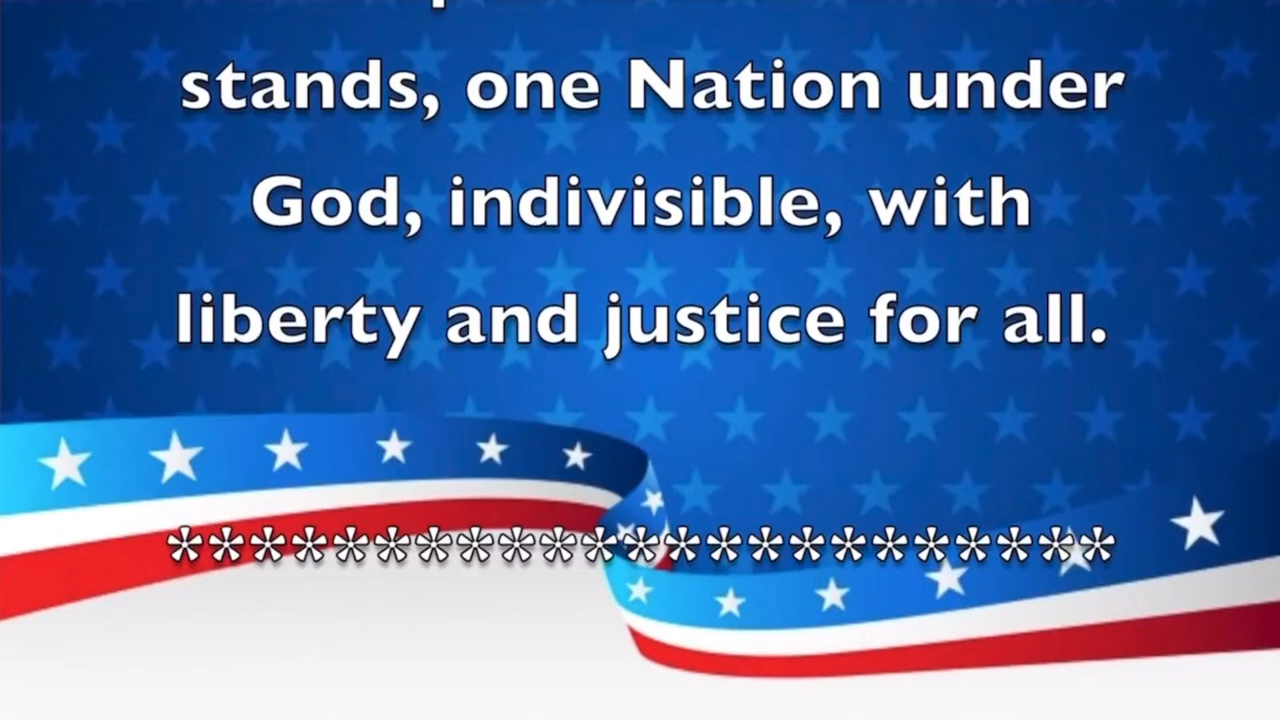 stands, one Nation under
God, indivisible, with
liberty and justice for all.
***********************